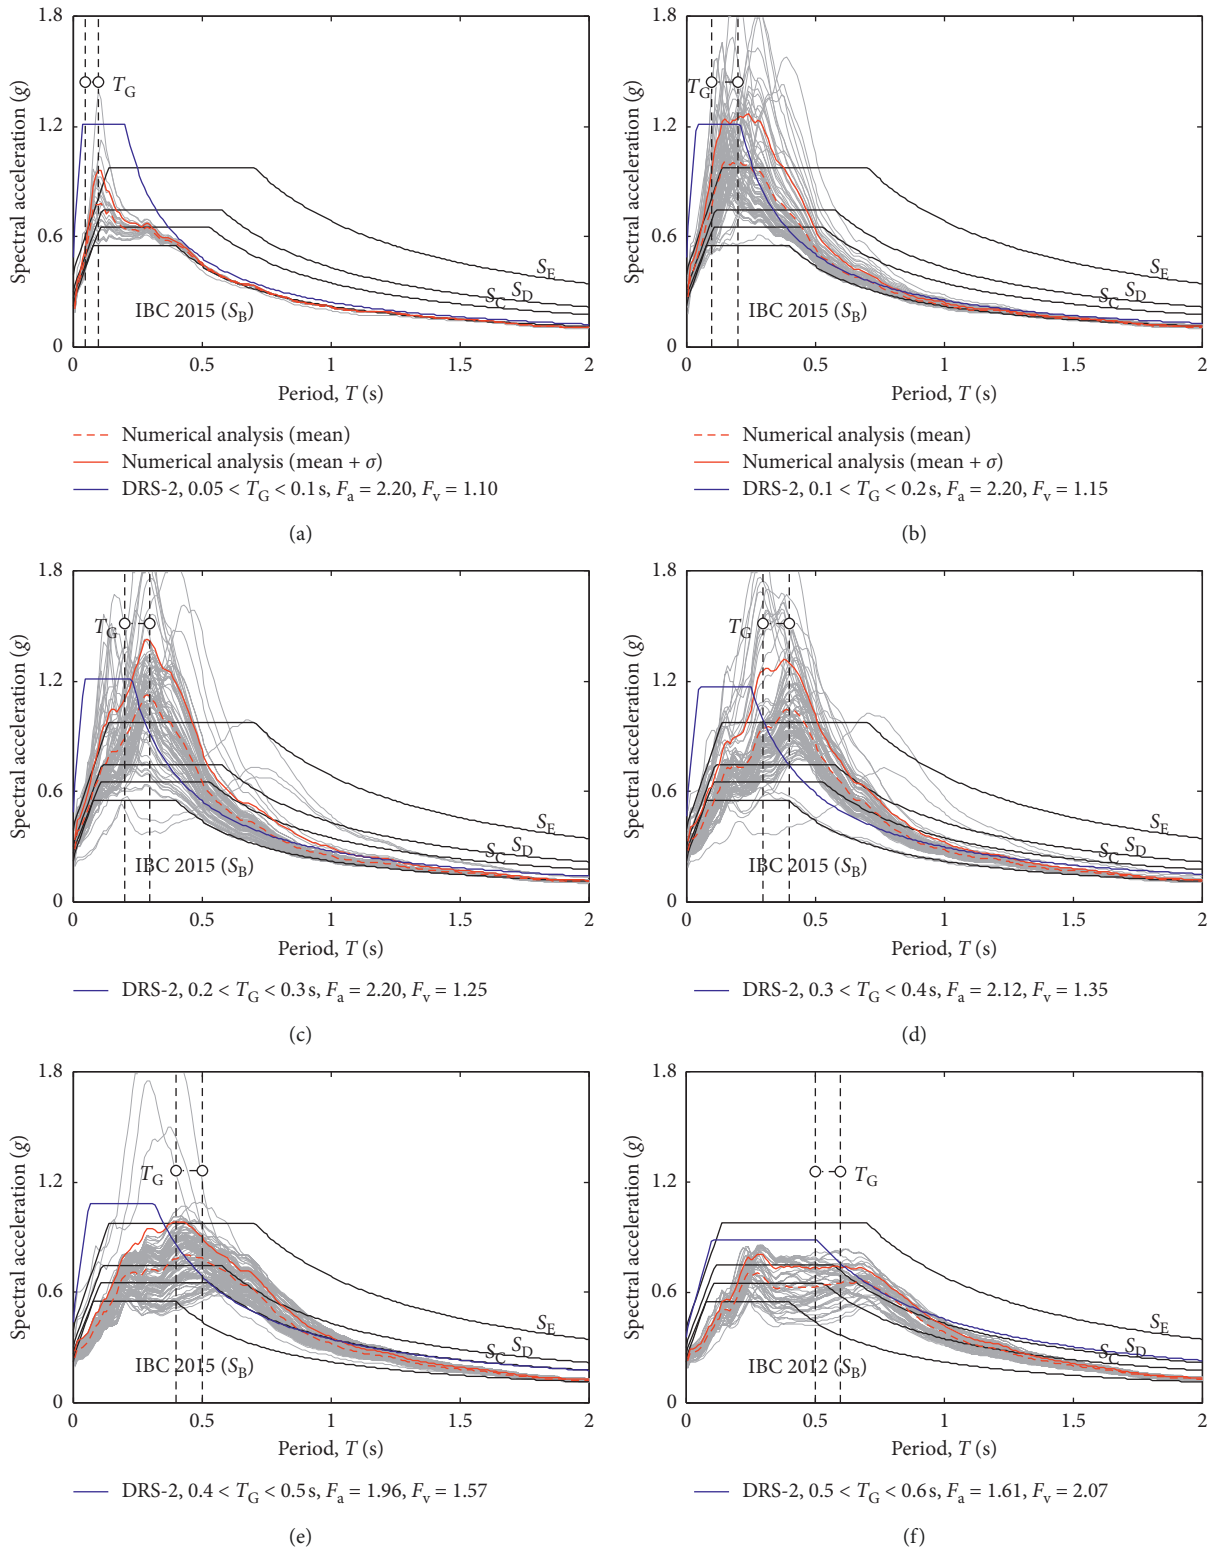 1.8
1.2
0.6
0
Spectral acceleration (g)
T_G
S_E
S_D
S_C
IBC 2015 (S_B)
0 0.5 1 1.5 2
Period, T (s)
Numerical analysis (mean)
Numerical analysis (mean + σ)
DRS-2, 0.05 < T_G < 0.1 s, F_a = 2.20, F_v = 1.10
(a)
1.8
1.2
0.6
0
Spectral acceleration (g)
T_G
S_E
S_D
S_C
IBC 2015 (S_B)
0 0.5 1 1.5 2
Period, T (s)
Numerical analysis (mean)
Numerical analysis (mean + σ)
DRS-2, 0.1 < T_G < 0.2 s, F_a = 2.20, F_v = 1.15
(b)
1.8
1.2
0.6
0
Spectral acceleration (g)
T_G
S_E
S_D
S_C
IBC 2015 (S_B)
0 0.5 1 1.5 2
Period, T (s)
DRS-2, 0.2 < T_G < 0.3 s, F_a = 2.20, F_v = 1.25
(c)
1.8
1.2
0.6
0
Spectral acceleration (g)
T_G
S_E
S_D
S_C
IBC 2015 (S_B)
0 0.5 1 1.5 2
Period, T (s)
DRS-2, 0.3 < T_G < 0.4 s, F_a = 2.12, F_v = 1.35
(d)
1.8
1.2
0.6
0
Spectral acceleration (g)
T_G
S_E
S_D
S_C
IBC 2015 (S_B)
0 0.5 1 1.5 2
Period, T (s)
DRS-2, 0.4 < T_G < 0.5 s, F_a = 1.96, F_v = 1.57
(e)
1.8
1.2
0.6
0
Spectral acceleration (g)
T_G
S_E
S_D
S_C
IBC 2012 (S_B)
0 0.5 1 1.5 2
Period, T (s)
DRS-2, 0.5 < T_G < 0.6 s, F_a = 1.61, F_v = 2.07
(f)